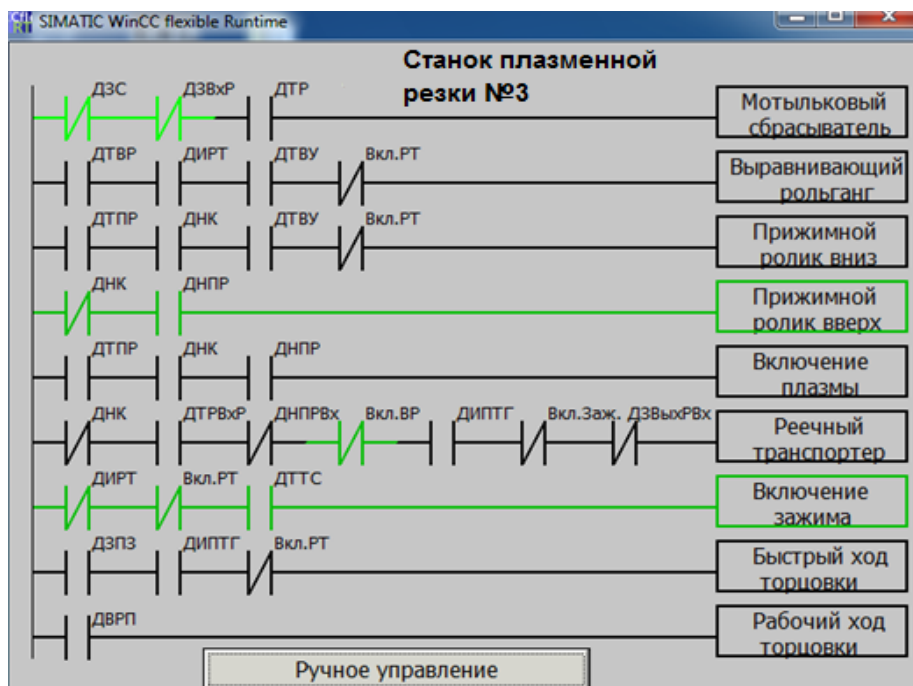 SIMATIC WinCC flexible Runtime
Станок плазменной
резки №3
ДЗС ДЗВхР ДТР
Мотыльковый
сбрасыватель
ДТВР ДИРТ ДТВУ Вкл.РТ
Выравнивающий
рольганг
ДТПР ДНК ДТВУ Вкл.РТ
Прижимной
ролик вниз
ДНК ДНПР
Прижимной
ролик вверх
ДТПР ДНК ДНПР
Включение
плазмы
ДНК ДТРВхР ДНПРВх Вкл.ВР ДИПТГ Вкл.Заж. ДЗВыхРВх
Реечный
транспортер
ДИРТ Вкл.РТ ДТТС
Включение
зажима
ДЗПЗ ДИПТГ Вкл.РТ
Быстрый ход
торцовки
ДВРП
Рабочий ход
торцовки
Ручное управление